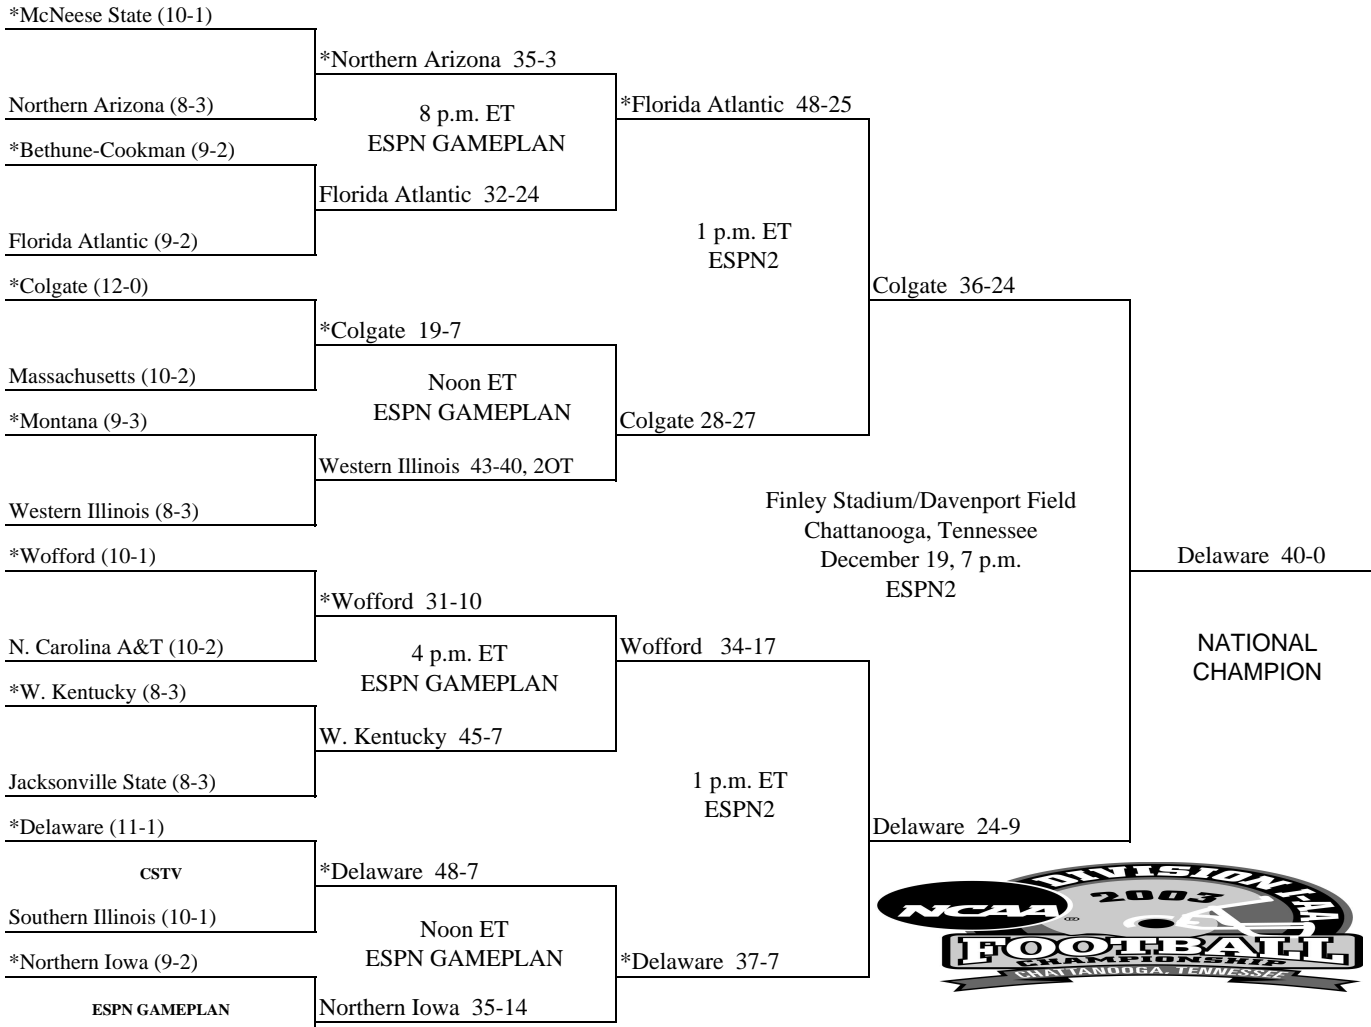 *McNeese State (10-1)
*Northern Arizona  35-3
Northern Arizona (8-3)
8 p.m. ET
ESPN GAMEPLAN
*Florida Atlantic  48-25
*Bethune-Cookman (9-2)
Florida Atlantic  32-24
Florida Atlantic (9-2)
1 p.m. ET
ESPN2
*Colgate (12-0)
Colgate  36-24
*Colgate  19-7
Massachusetts (10-2)
Noon ET
ESPN GAMEPLAN
*Montana (9-3)
Colgate 28-27
Western Illinois  43-40, 2OT
Western Illinois (8-3)
Finley Stadium/Davenport Field
Chattanooga, Tennessee
December 19, 7 p.m.
ESPN2
*Wofford (10-1)
Delaware  40-0
NATIONAL
CHAMPION
*Wofford  31-10
N. Carolina A&T (10-2)
4 p.m. ET
ESPN GAMEPLAN
Wofford   34-17
*W. Kentucky (8-3)
W. Kentucky  45-7
Jacksonville State (8-3)
1 p.m. ET
ESPN2
*Delaware (11-1)
Delaware  24-9
CSTV
*Delaware  48-7
Southern Illinois (10-1)
Noon ET
ESPN GAMEPLAN
*Northern Iowa (9-2)
*Delaware  37-7
ESPN GAMEPLAN
Northern Iowa  35-14
DIVISION I-AA
2003
NCAA ®
FOOTBALL
CHAMPIONSHIP
CHATTANOOGA, TENNESSEE